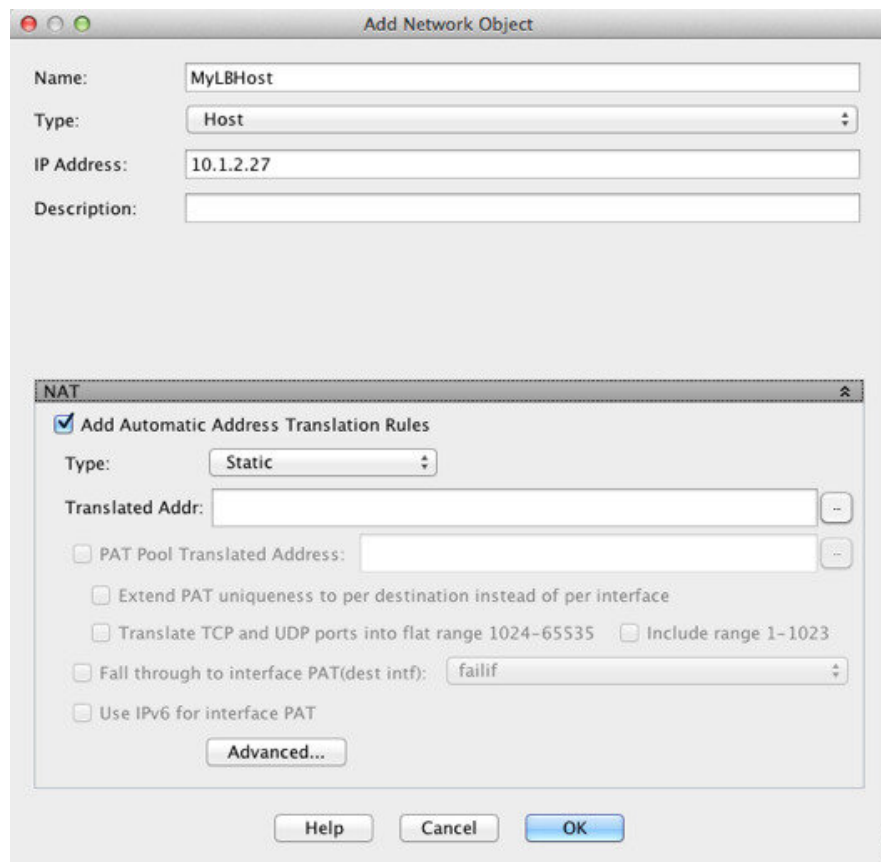 Add Network Object
Name: MyLBHost
Type: Host
IP Address: 10.1.2.27
Description:
NAT
Add Automatic Address Translation Rules
Type: Static
Translated Addr: ..
PAT Pool Translated Address: ..
Extend PAT uniqueness to per destination instead of per interface
Translate TCP and UDP ports into flat range 1024-65535 Include range 1-1023
Fall through to interface PAT(dest intf): failif
Use IPv6 for interface PAT
Advanced...
Help Cancel OK